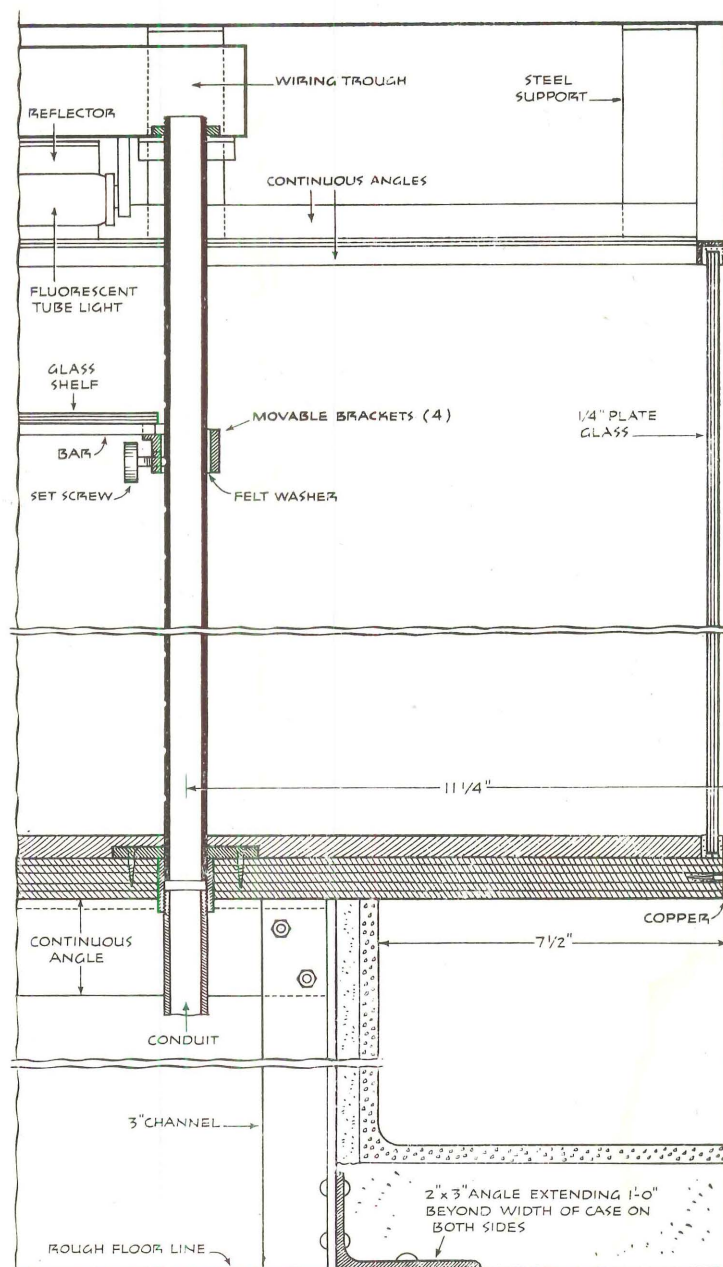 WIRING TROUGH
STEEL
SUPPORT
REFLECTOR
CONTINUOUS ANGLES
FLUORESCENT
TUBE LIGHT
GLASS
SHELF
MOVABLE BRACKETS (4)
1/4" PLATE
GLASS
BAR
SET SCREW
FELT WASHER
11 1/4"
COPPER
CONTINUOUS
ANGLE
7 1/2"
CONDUIT
3" CHANNEL
2" x 3" ANGLE EXTENDING 1'-0"
BEYOND WIDTH OF CASE ON
BOTH SIDES
ROUGH FLOOR LINE